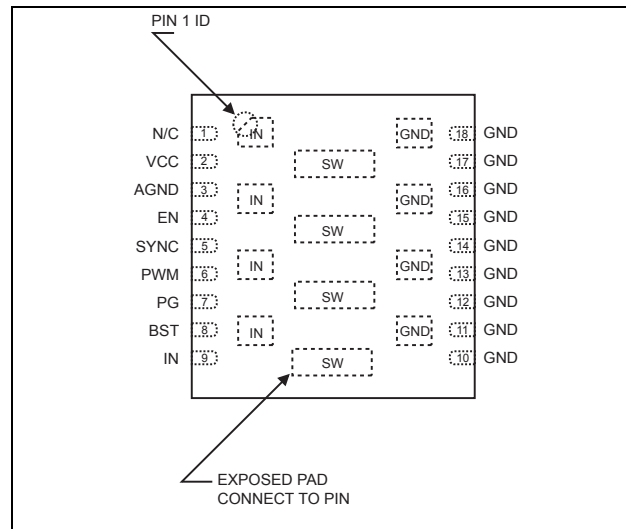 PIN 1 ID
N/C 1 IN GND 18 GND
VCC 2 SW 17 GND
AGND 3 IN GND 16 GND
EN 4 SW 15 GND
SYNC 5 14 GND
PWM 6 IN GND 13 GND
PG 7 SW 12 GND
BST 8 IN GND 11 GND
IN 9 SW 10 GND
EXPOSED PAD
CONNECT TO PIN